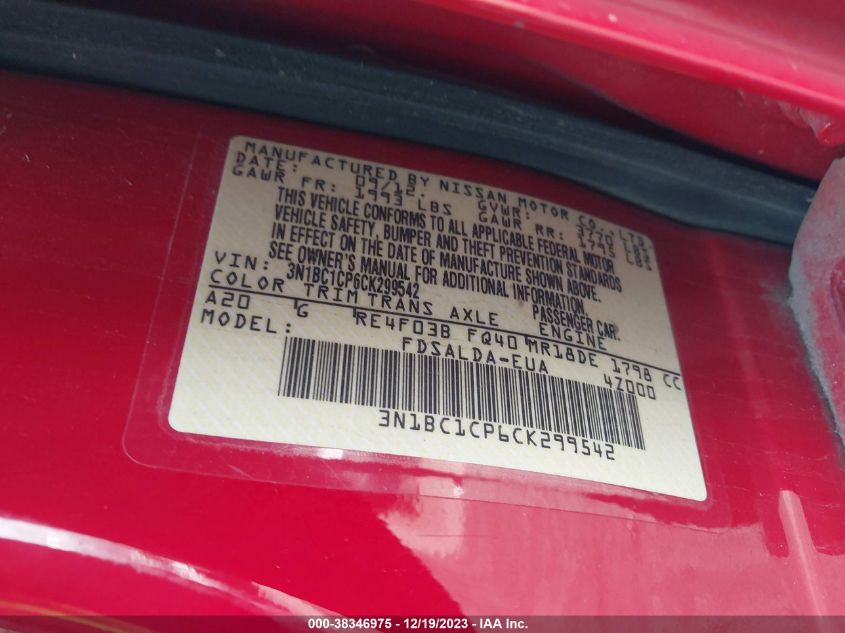 MANUFACTURED BY NISSAN MOTOR CO., LTD.
DATE: 09/12. GVWR: 3770 LBS
GAWR FR: 1993 LBS GAWR RR: 1775 LBS
THIS VEHICLE CONFORMS TO ALL APPLICABLE FEDERAL MOTOR
VEHICLE SAFETY, BUMPER AND THEFT PREVENTION STANDARDS
IN EFFECT ON THE DATE OF MANUFACTURE SHOWN ABOVE.
SEE OWNER'S MANUAL FOR ADDITIONAL INFORMATION.
VIN: 3N1BC1CP6CK299542 PASSENGER CAR.
COLOR TRIM TRANS AXLE ENGINE
A20 G RE4F03B FQ40 MR18DE 1798 CC
MODEL: FDSALDA-EUA 4Z000
3N1BC1CP6CK299542
000-38346975 - 12/19/2023 - IAA Inc.